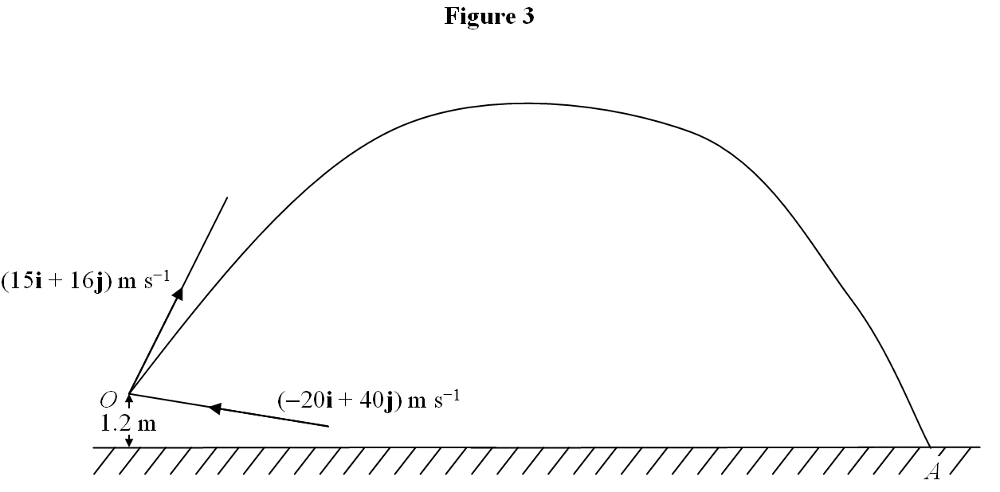 Figure 3
(15i + 16j) m s⁻¹
O
(−20i + 40j) m s⁻¹
1.2 m
A